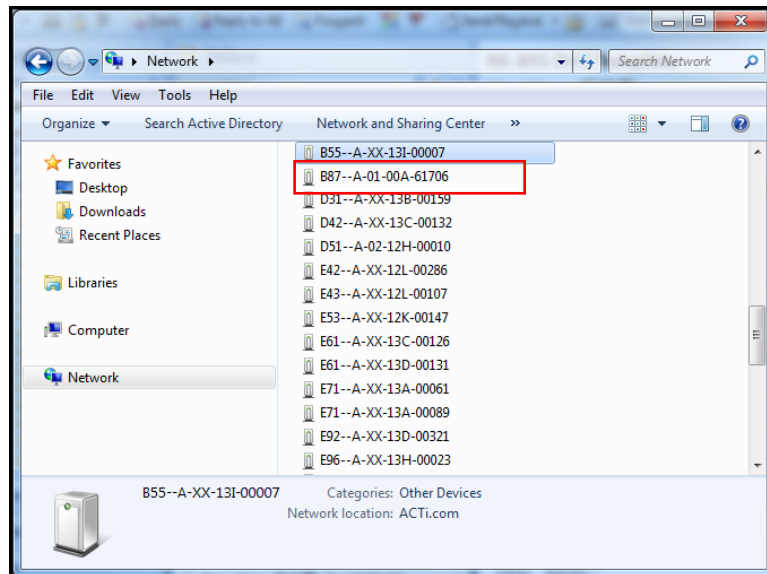 Network
Search Network
File Edit View Tools Help
Organize Search Active Directory Network and Sharing Center »
Favorites
Desktop
Downloads
Recent Places
Libraries
Computer
Network
B55--A-XX-13I-00007
B87--A-01-00A-61706
D31--A-XX-13B-00159
D42--A-XX-13C-00132
D51--A-02-12H-00010
E42--A-XX-12L-00286
E43--A-XX-12L-00107
E53--A-XX-12K-00147
E61--A-XX-13C-00126
E61--A-XX-13D-00131
E71--A-XX-13A-00061
E71--A-XX-13A-00089
E92--A-XX-13D-00321
E96--A-XX-13H-00023
B55--A-XX-13I-00007 Categories: Other Devices
Network location: ACTi.com